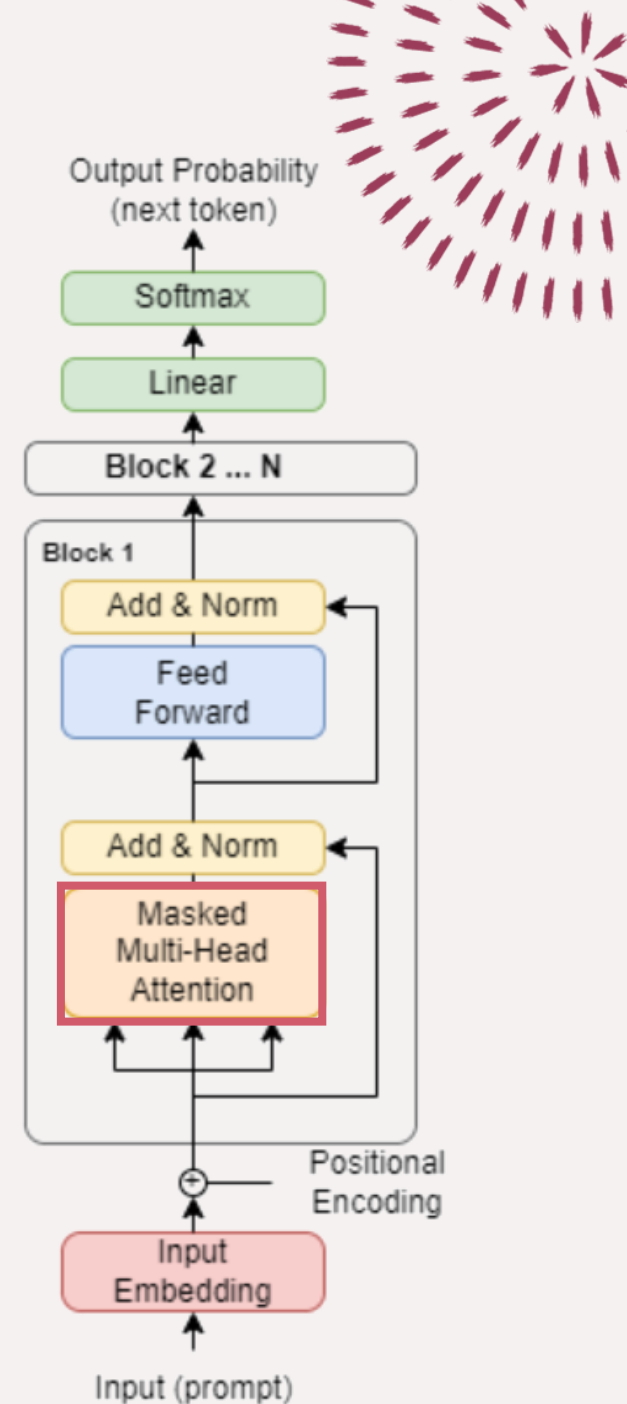 Output Probability
(next token)
Softmax
Linear
Block 2 ... N
Block 1
Add & Norm
Feed
Forward
Add & Norm
Masked
Multi-Head
Attention
Positional
Encoding
Input
Embedding
Input (prompt)